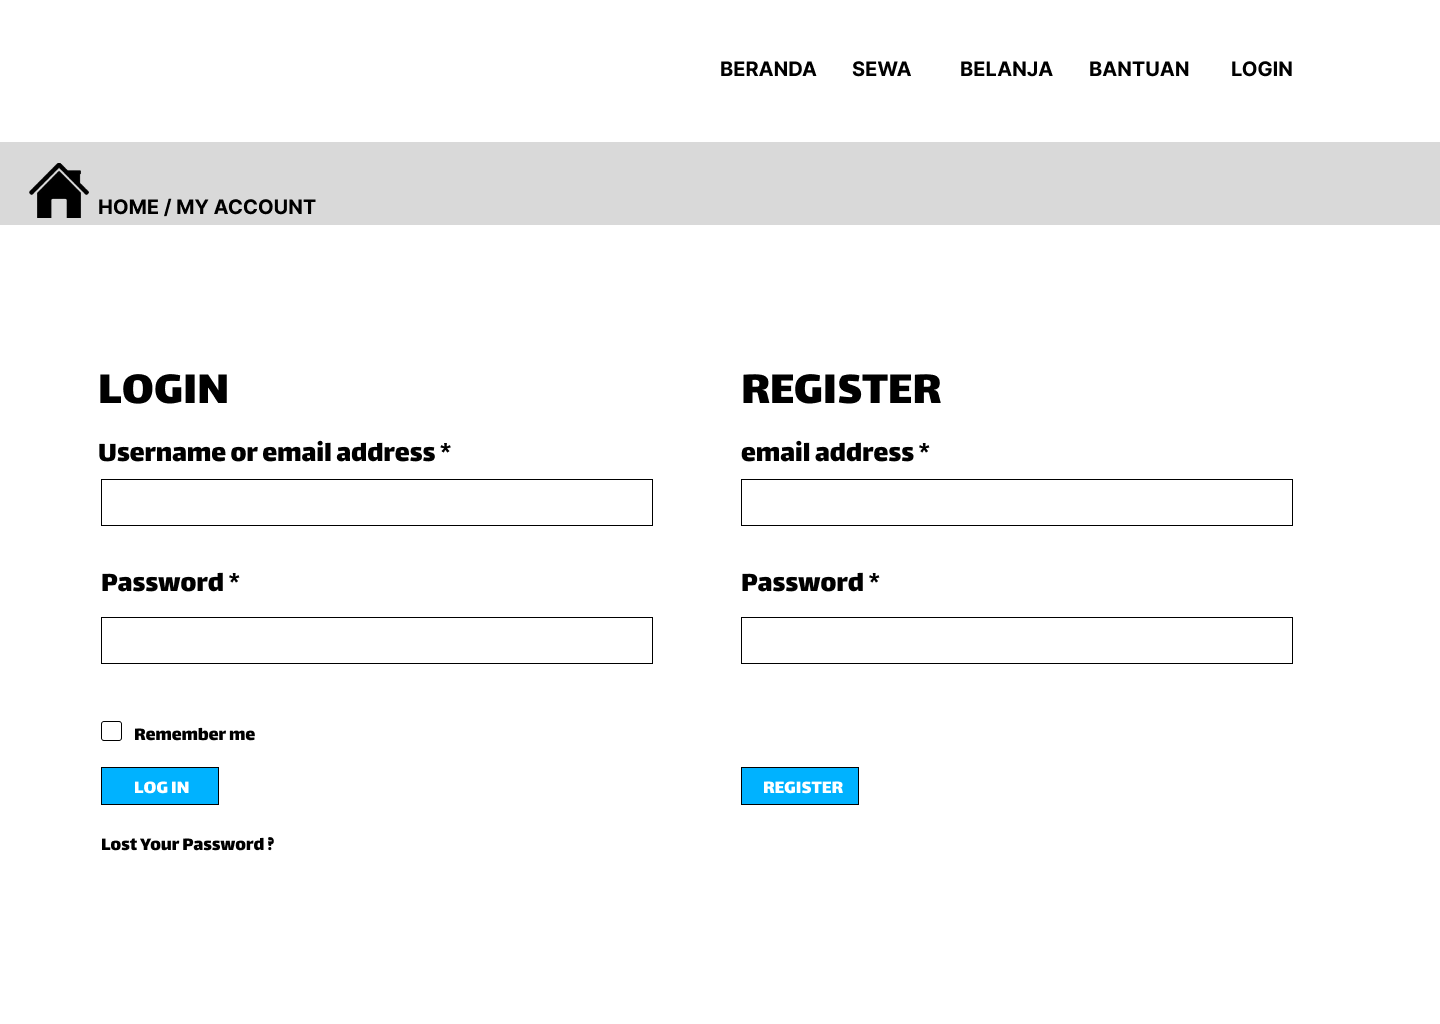 BERANDA SEWA BELANJA BANTUAN LOGIN
HOME / MY ACCOUNT
LOGIN
Username or email address *
Password *
Remember me
LOG IN
Lost Your Password ?
REGISTER
email address *
Password *
REGISTER